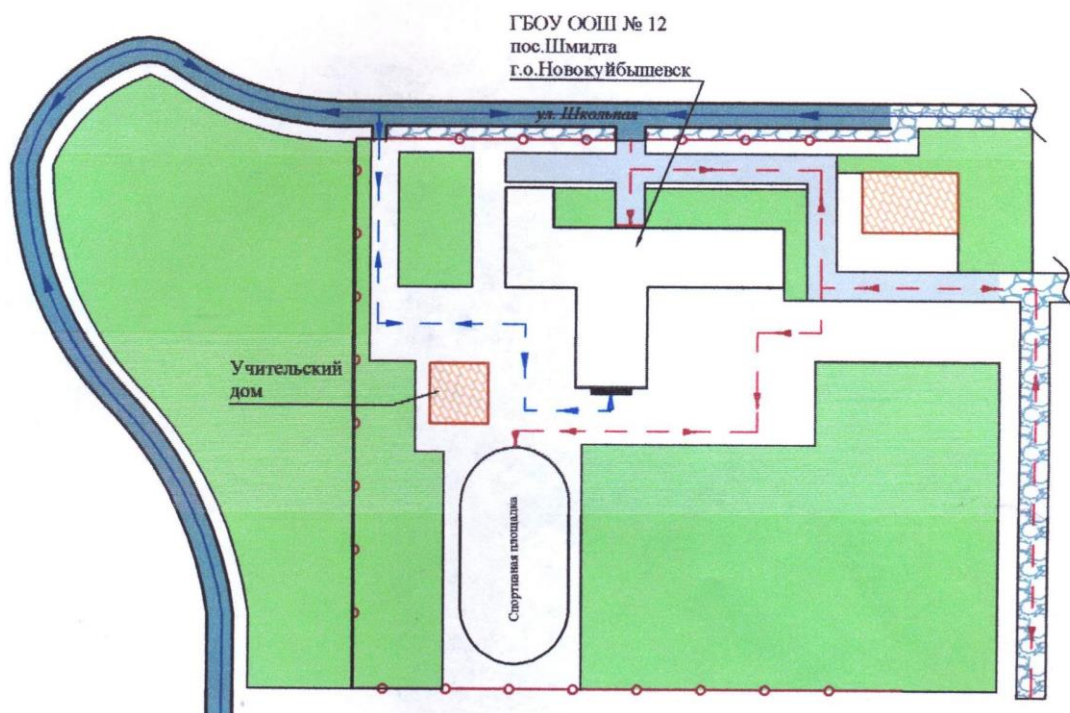 ГБОУ ООШ № 12
пос.Шмидта
г.о.Новокуйбышевск
ул. Школьная
Учительский
дом
Спортивная площадка